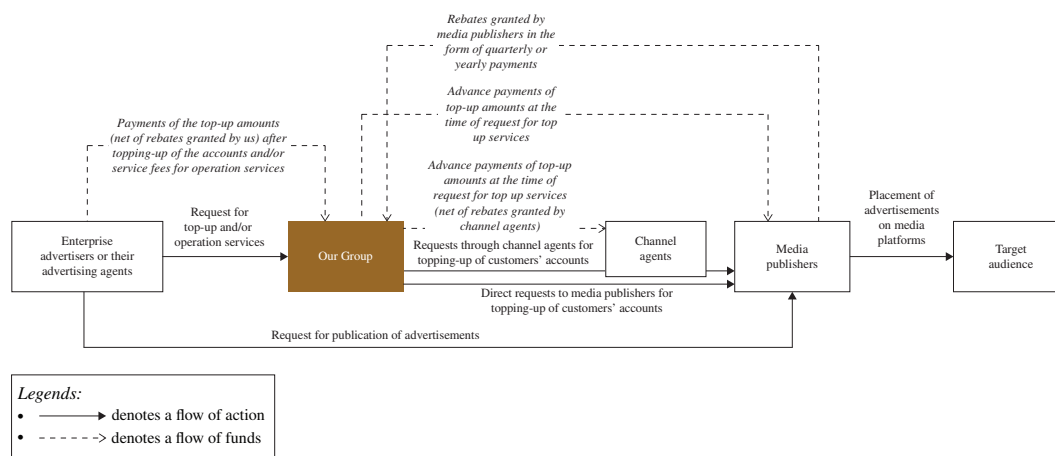 Rebates granted by
media publishers in the
form of quarterly or
yearly payments
Advance payments of
top-up amounts at the
time of request for top
up services
Payments of the top-up amounts
(net of rebates granted by us) after
topping-up of the accounts and/or
service fees for operation services
Advance payments of top-up
amounts at the time of
request for top up services
(net of rebates granted by
channel agents)
Enterprise
advertisers or their
advertising agents
Request for
top-up and/or
operation services
Our Group
Requests through channel agents for
topping-up of customers' accounts
Channel
agents
Direct requests to media publishers for
topping-up of customers' accounts
Media
publishers
Placement of
advertisements
on media
platforms
Target
audience
Request for publication of advertisements
Legends:
• denotes a flow of action
• denotes a flow of funds